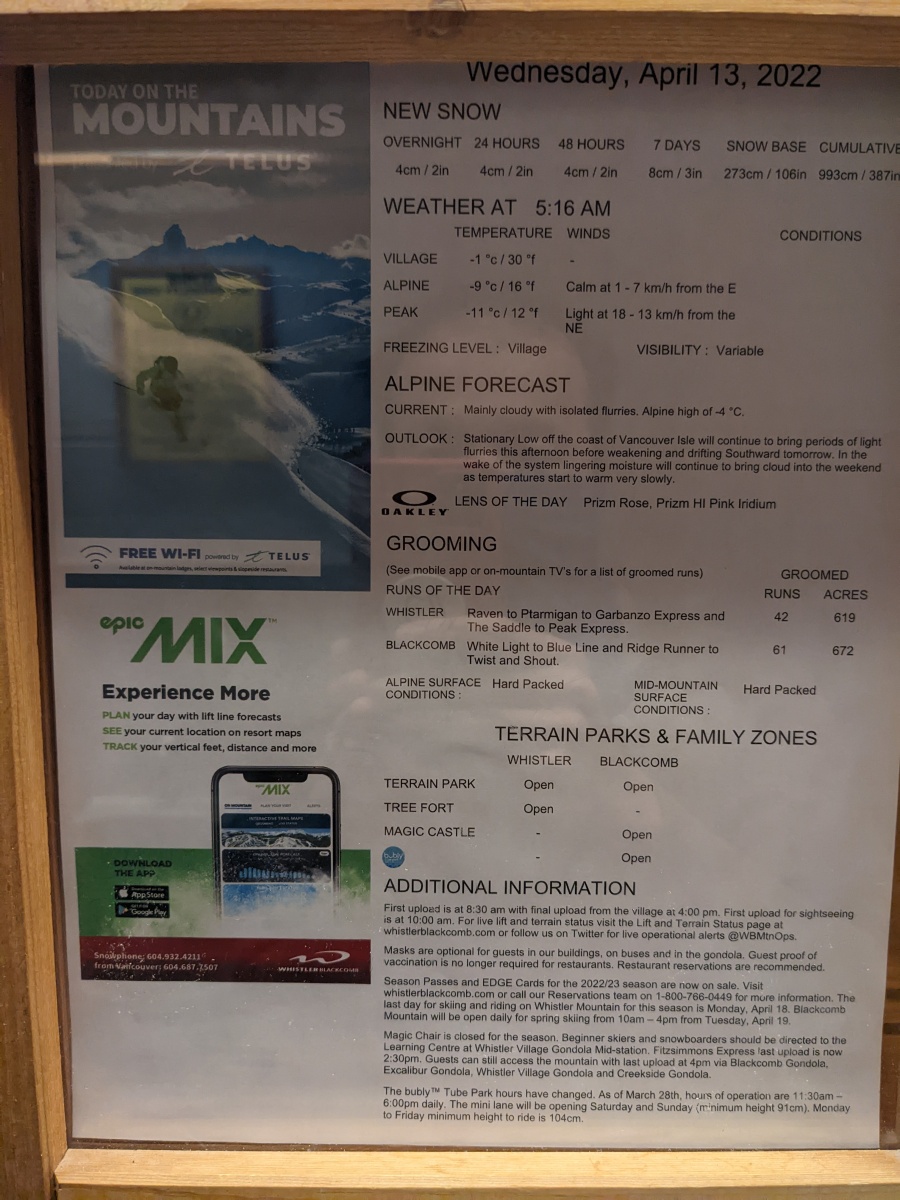 TODAY ON THE
MOUNTAINS
TELUS
FREE WI-FI powered by TELUS
Available at on-mountain lodges, select viewpoints & slopeside restaurants.
epic MIX™
Experience More
PLAN your day with lift line forecasts
SEE your current location on resort maps
TRACK your vertical feet, distance and more
epic MIX
INTERACTIVE TRAIL MAPS
DOWNLOAD
THE APP
App Store
Google Play
Snowphone: 604.932.4211
from Vancouver: 604.687.7507
WHISTLERBLACKCOMB
Wednesday, April 13, 2022
NEW SNOW
OVERNIGHT 24 HOURS 48 HOURS 7 DAYS SNOW BASE CUMULATIVE
4cm / 2in 4cm / 2in 4cm / 2in 8cm / 3in 273cm / 106in 993cm / 387in
WEATHER AT 5:16 AM
TEMPERATURE WINDS CONDITIONS
VILLAGE -1 °c / 30 °f -
ALPINE -9 °c / 16 °f Calm at 1 - 7 km/h from the E
PEAK -11 °c / 12 °f Light at 18 - 13 km/h from the
NE
FREEZING LEVEL : Village VISIBILITY : Variable
ALPINE FORECAST
CURRENT : Mainly cloudy with isolated flurries. Alpine high of -4 °C.
OUTLOOK : Stationary Low off the coast of Vancouver Isle will continue to bring periods of light
flurries this afternoon before weakening and drifting Southward tomorrow. In the
wake of the system lingering moisture will continue to bring cloud into the weekend
as temperatures start to warm very slowly.
OAKLEY LENS OF THE DAY Prizm Rose, Prizm HI Pink Iridium
GROOMING
(See mobile app or on-mountain TV's for a list of groomed runs) GROOMED
RUNS OF THE DAY RUNS ACRES
WHISTLER Raven to Ptarmigan to Garbanzo Express and 42 619
The Saddle to Peak Express.
BLACKCOMB White Light to Blue Line and Ridge Runner to 61 672
Twist and Shout.
ALPINE SURFACE Hard Packed MID-MOUNTAIN Hard Packed
CONDITIONS : SURFACE
CONDITIONS :
TERRAIN PARKS & FAMILY ZONES
WHISTLER BLACKCOMB
TERRAIN PARK Open Open
TREE FORT Open -
MAGIC CASTLE - Open
bubly - Open
ADDITIONAL INFORMATION
First upload is at 8:30 am with final upload from the village at 4:00 pm. First upload for sightseeing
is at 10:00 am. For live lift and terrain status visit the Lift and Terrain Status page at
whistlerblackcomb.com or follow us on Twitter for live operational alerts @WBMtnOps.
Masks are optional for guests in our buildings, on buses and in the gondola. Guest proof of
vaccination is no longer required for restaurants. Restaurant reservations are recommended.
Season Passes and EDGE Cards for the 2022/23 season are now on sale. Visit
whistlerblackcomb.com or call our Reservations team on 1-800-766-0449 for more information. The
last day for skiing and riding on Whistler Mountain for this season is Monday, April 18. Blackcomb
Mountain will be open daily for spring skiing from 10am – 4pm from Tuesday, April 19.
Magic Chair is closed for the season. Beginner skiers and snowboarders should be directed to the
Learning Centre at Whistler Village Gondola Mid-station. Fitzsimmons Express last upload is now
2:30pm. Guests can still access the mountain with last upload at 4pm via Blackcomb Gondola,
Excalibur Gondola, Whistler Village Gondola and Creekside Gondola.
The bubly™ Tube Park hours have changed. As of March 28th, hours of operation are 11:30am –
6:00pm daily. The mini lane will be opening Saturday and Sunday (minimum height 91cm). Monday
to Friday minimum height to ride is 104cm.